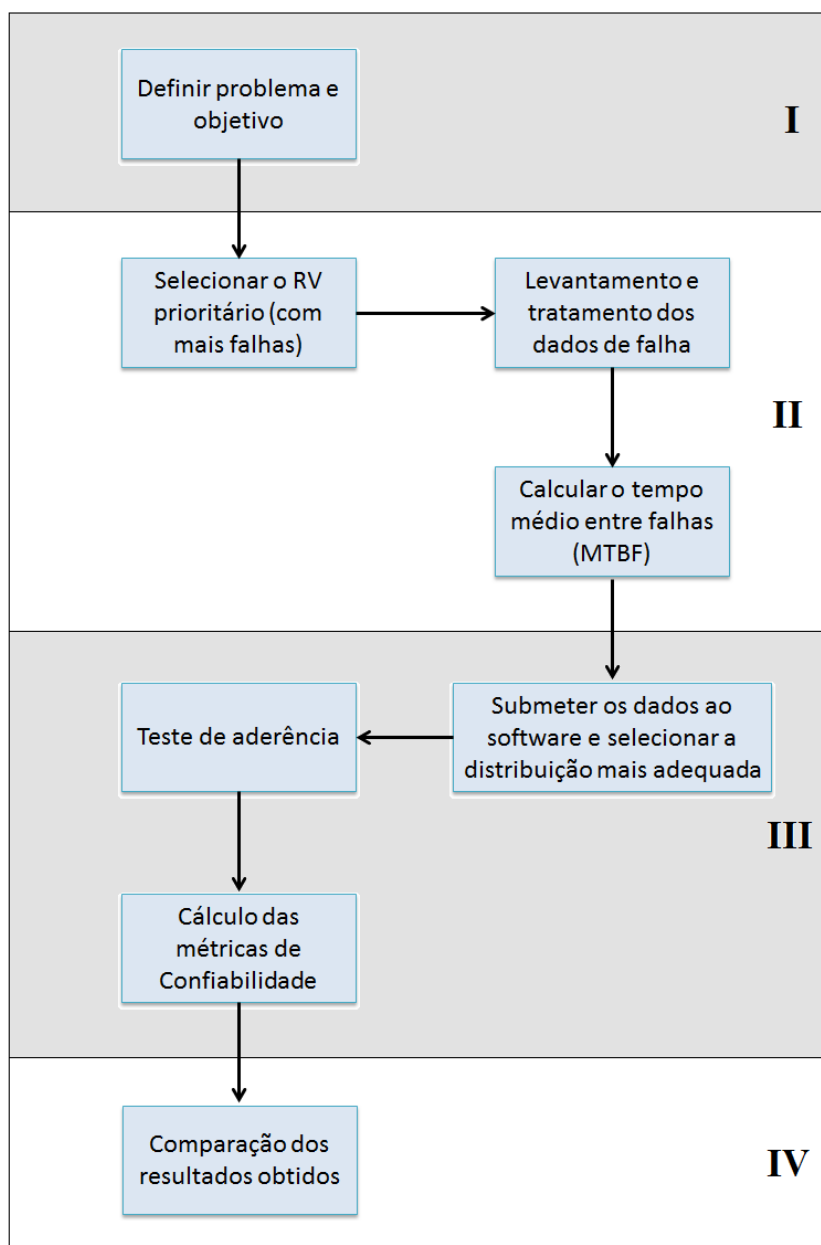 Definir problema e
objetivo
I
Selecionar o RV
prioritário (com
mais falhas)
Levantamento e
tratamento dos
dados de falha
II
Calcular o tempo
médio entre falhas
(MTBF)
Submeter os dados ao
software e selecionar a
distribuição mais adequada
Teste de aderência
III
Cálculo das
métricas de
Confiabilidade
Comparação dos
resultados obtidos
IV